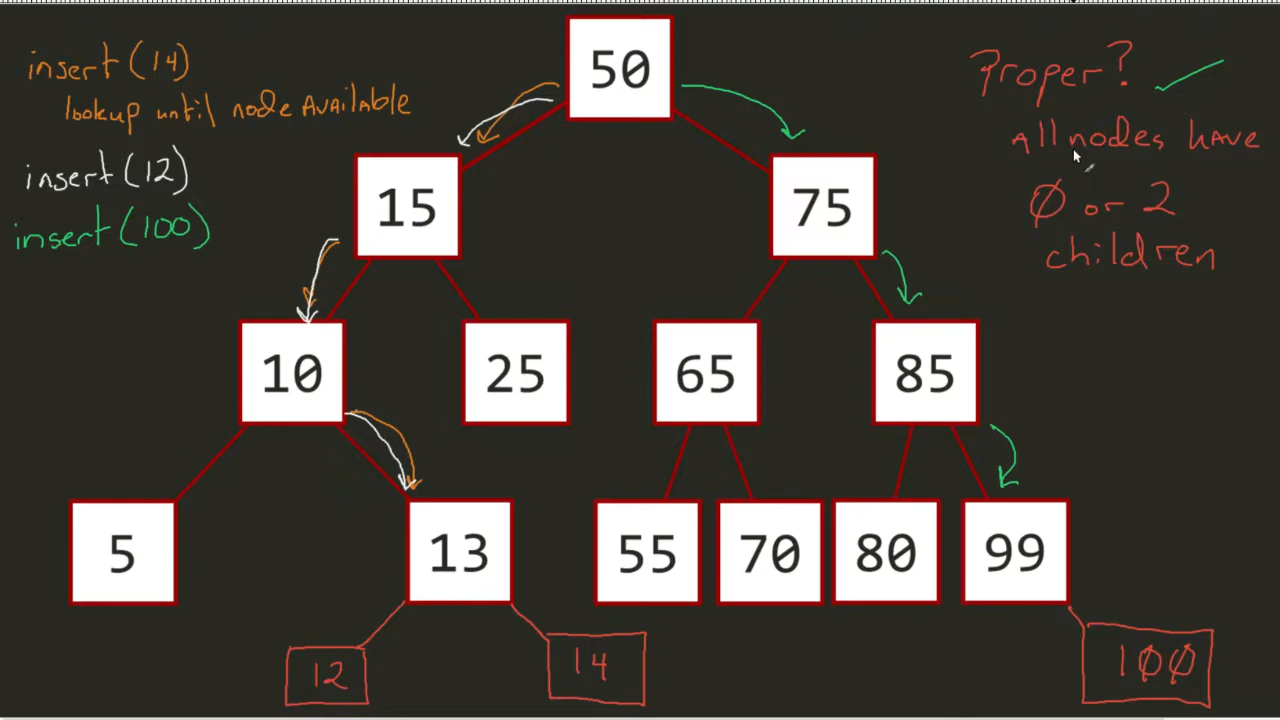 insert(14)
lookup until node Available
insert(12)
insert(100)
Proper?
All nodes have
0 or 2
children
50
15
75
10
25
65
85
5
13
55
70
80
99
12
14
100